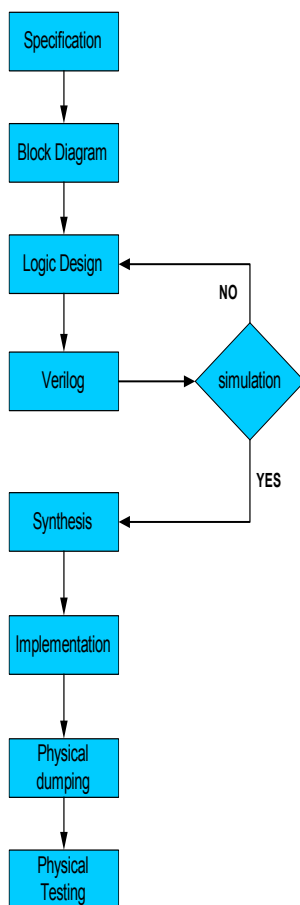 Specification
Block Diagram
Logic Design
NO
Verilog
simulation
YES
Synthesis
Implementation
Physical
dumping
Physical
Testing